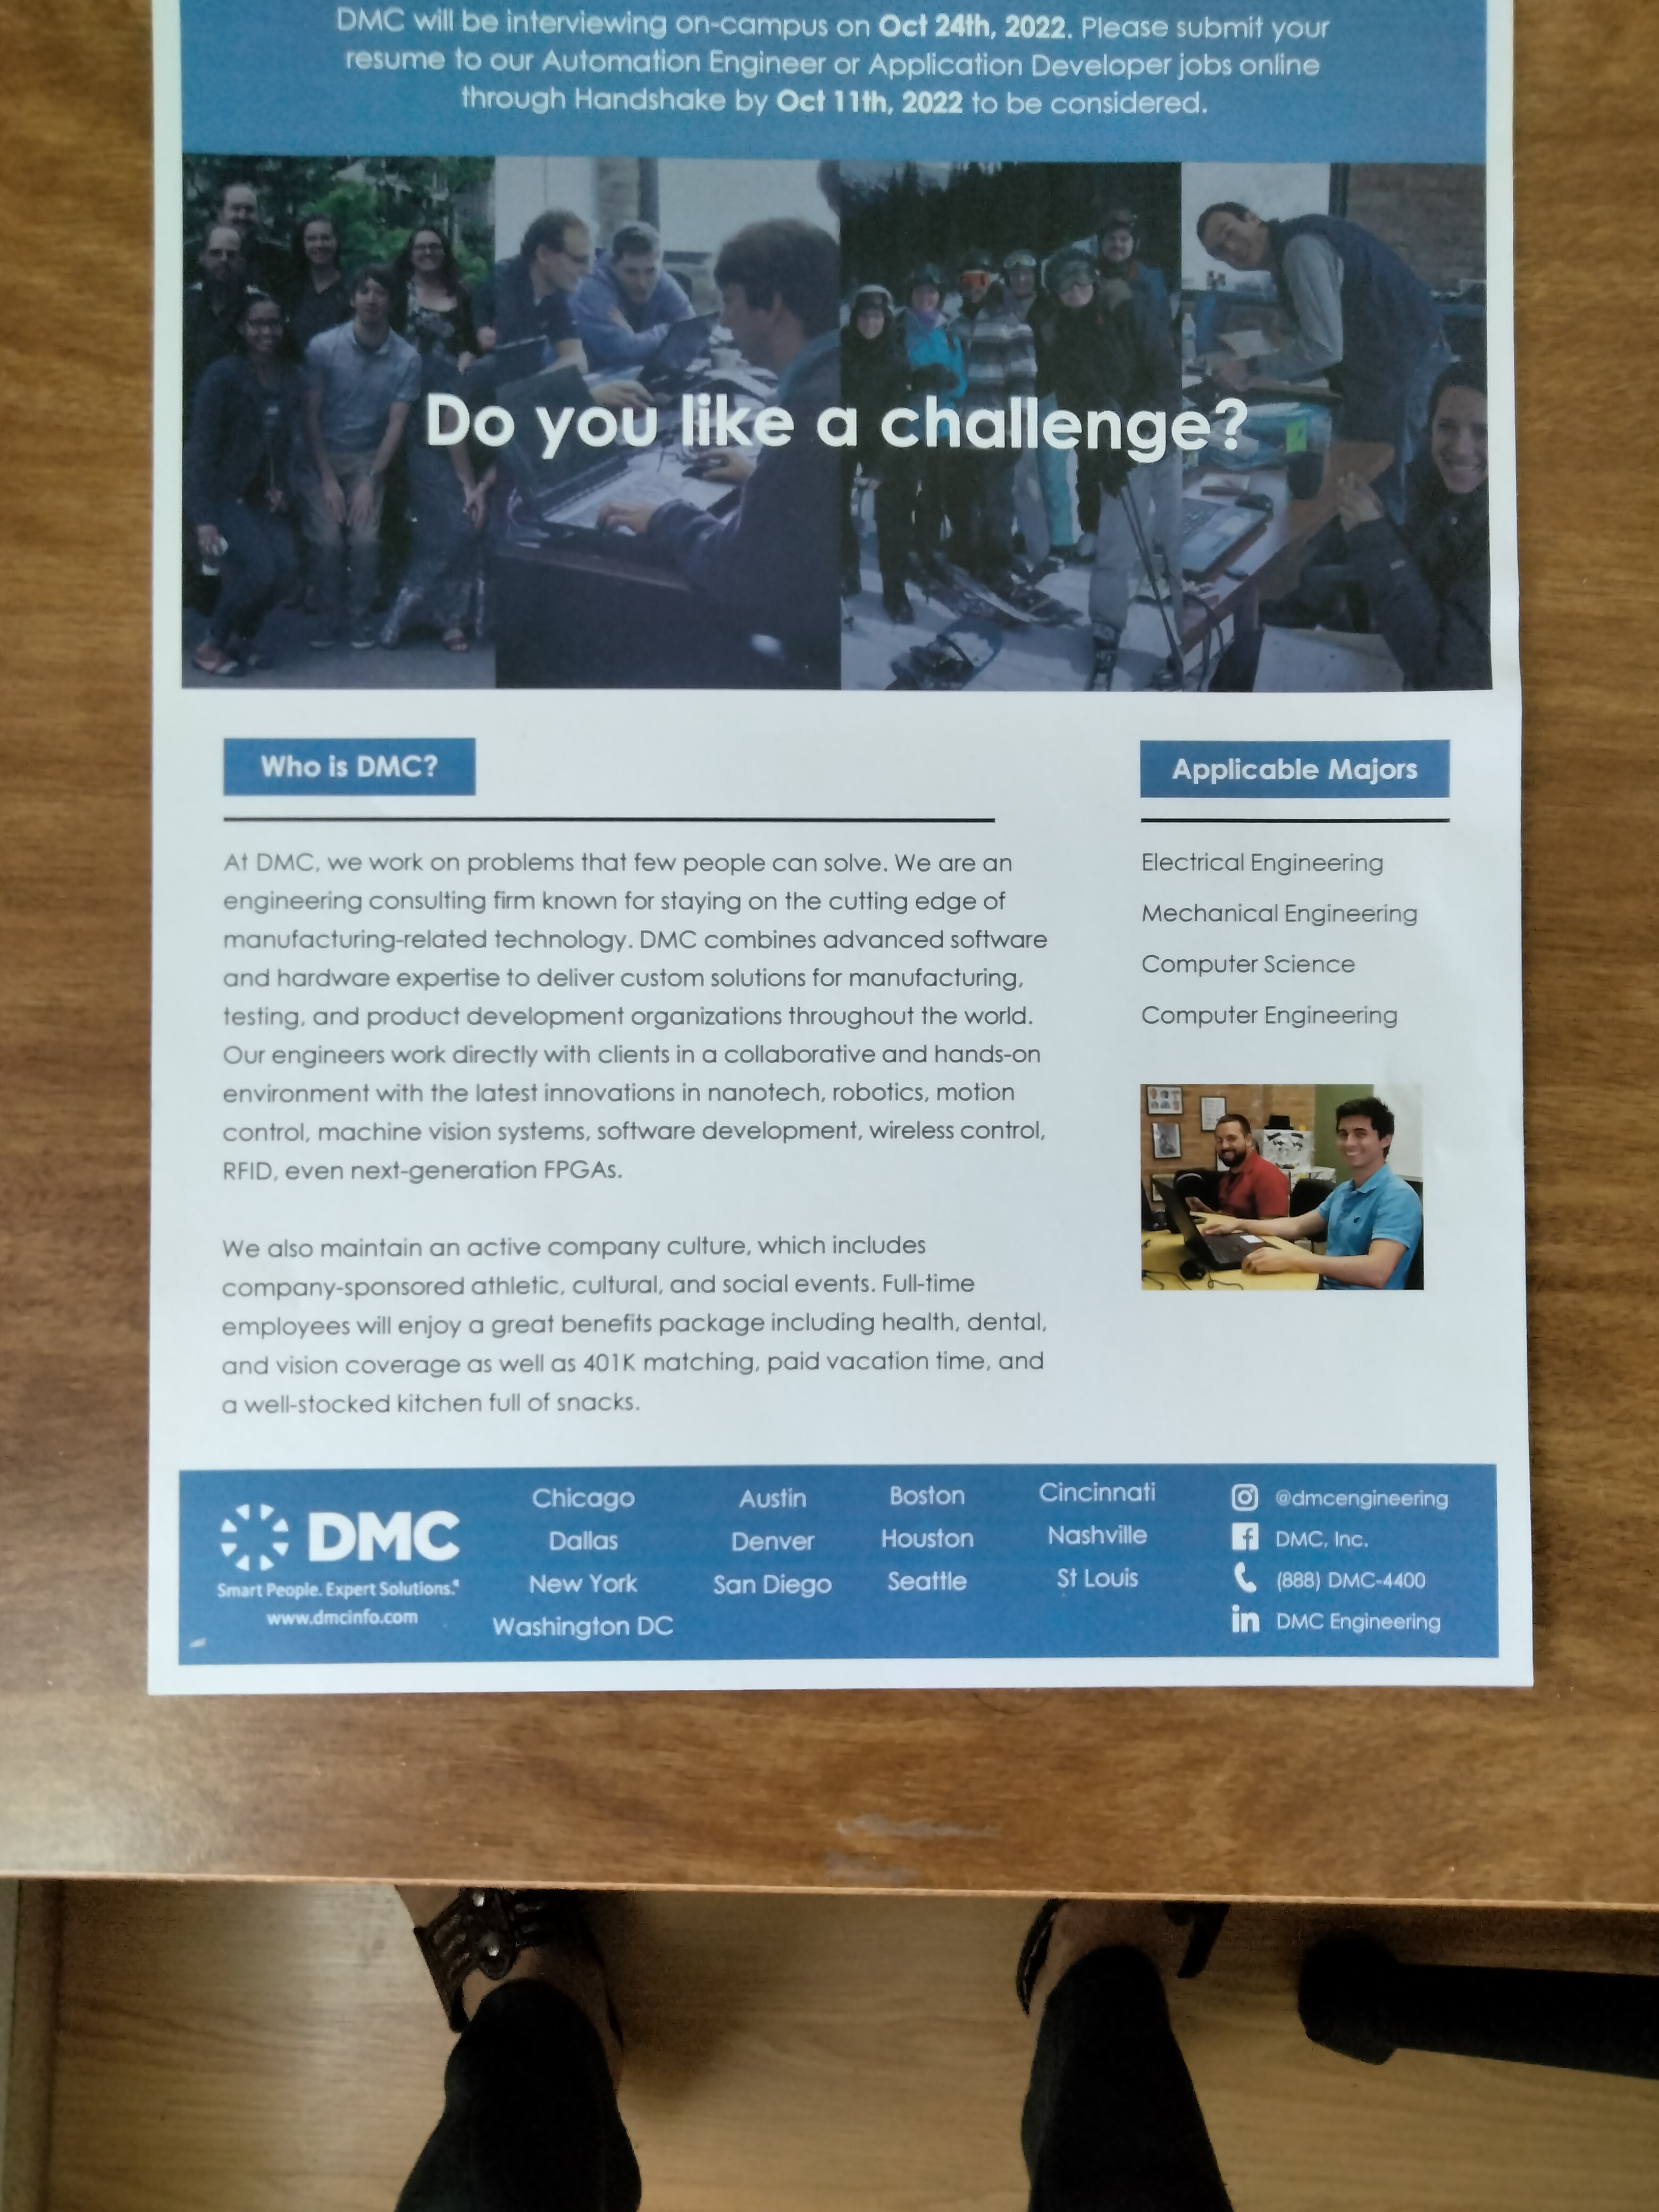 DMC will be interviewing on-campus on Oct 24th, 2022. Please submit your
resume to our Automation Engineer or Application Developer jobs online
through Handshake by Oct 11th, 2022 to be considered.
Do you like a challenge?
Who is DMC?
At DMC, we work on problems that few people can solve. We are an
engineering consulting firm known for staying on the cutting edge of
manufacturing-related technology. DMC combines advanced software
and hardware expertise to deliver custom solutions for manufacturing,
testing, and product development organizations throughout the world.
Our engineers work directly with clients in a collaborative and hands-on
environment with the latest innovations in nanotech, robotics, motion
control, machine vision systems, software development, wireless control,
RFID, even next-generation FPGAs.
We also maintain an active company culture, which includes
company-sponsored athletic, cultural, and social events. Full-time
employees will enjoy a great benefits package including health, dental,
and vision coverage as well as 401K matching, paid vacation time, and
a well-stocked kitchen full of snacks.
Applicable Majors
Electrical Engineering
Mechanical Engineering
Computer Science
Computer Engineering
DMC
Smart People. Expert Solutions.®
www.dmcinfo.com
Chicago
Dallas
New York
Washington DC
Austin
Denver
San Diego
Boston
Houston
Seattle
Cincinnati
Nashville
St Louis
@dmcengineering
DMC, Inc.
(888) DMC-4400
in DMC Engineering